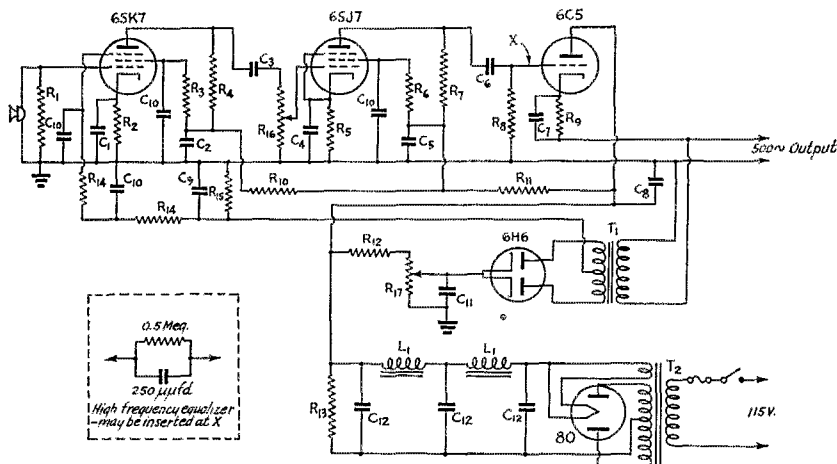 6SK7
6SJ7
6C5
C3
C6
X
R1
C10
C1
R2
C10
R3
R4
C2
R16
C4
R5
C10
R6
C5
R7
R8
C7
R9
500~ Output
R14
C10
C9
R15
R10
R11
C8
R14
T1
6H6
R12
R17
C11
0.5 Meg.
250 μμfd.
High frequency equalizer
-may be inserted at X
L1
L1
T2
R13
C12
C12
C12
80
115V.